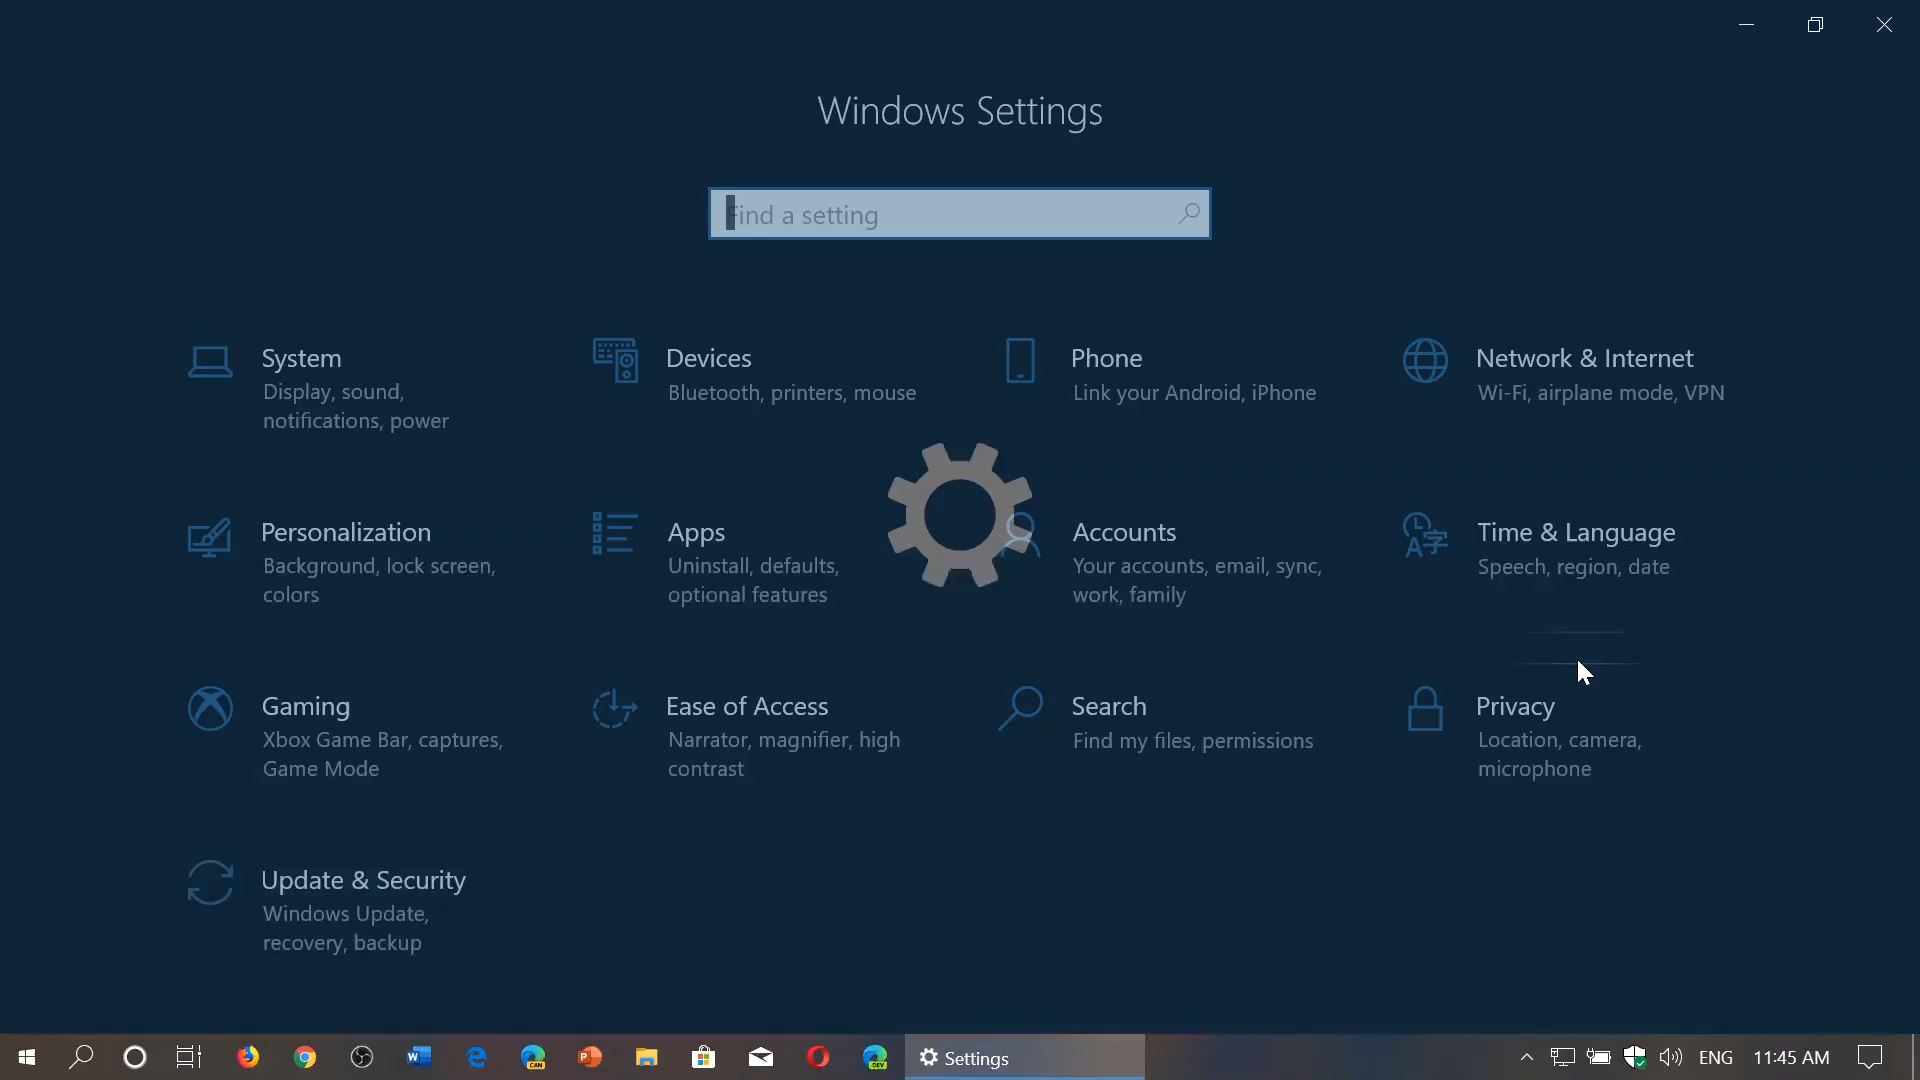 Windows Settings
Find a setting
System
Display, sound,
notifications, power
Devices
Bluetooth, printers, mouse
Phone
Link your Android, iPhone
Network & Internet
Wi-Fi, airplane mode, VPN
Personalization
Background, lock screen,
colors
Apps
Uninstall, defaults,
optional features
Accounts
Your accounts, email, sync,
work, family
Time & Language
Speech, region, date
Gaming
Xbox Game Bar, captures,
Game Mode
Ease of Access
Narrator, magnifier, high
contrast
Search
Find my files, permissions
Privacy
Location, camera,
microphone
Update & Security
Windows Update,
recovery, backup
CAN
DEV
Settings
ENG
11:45 AM